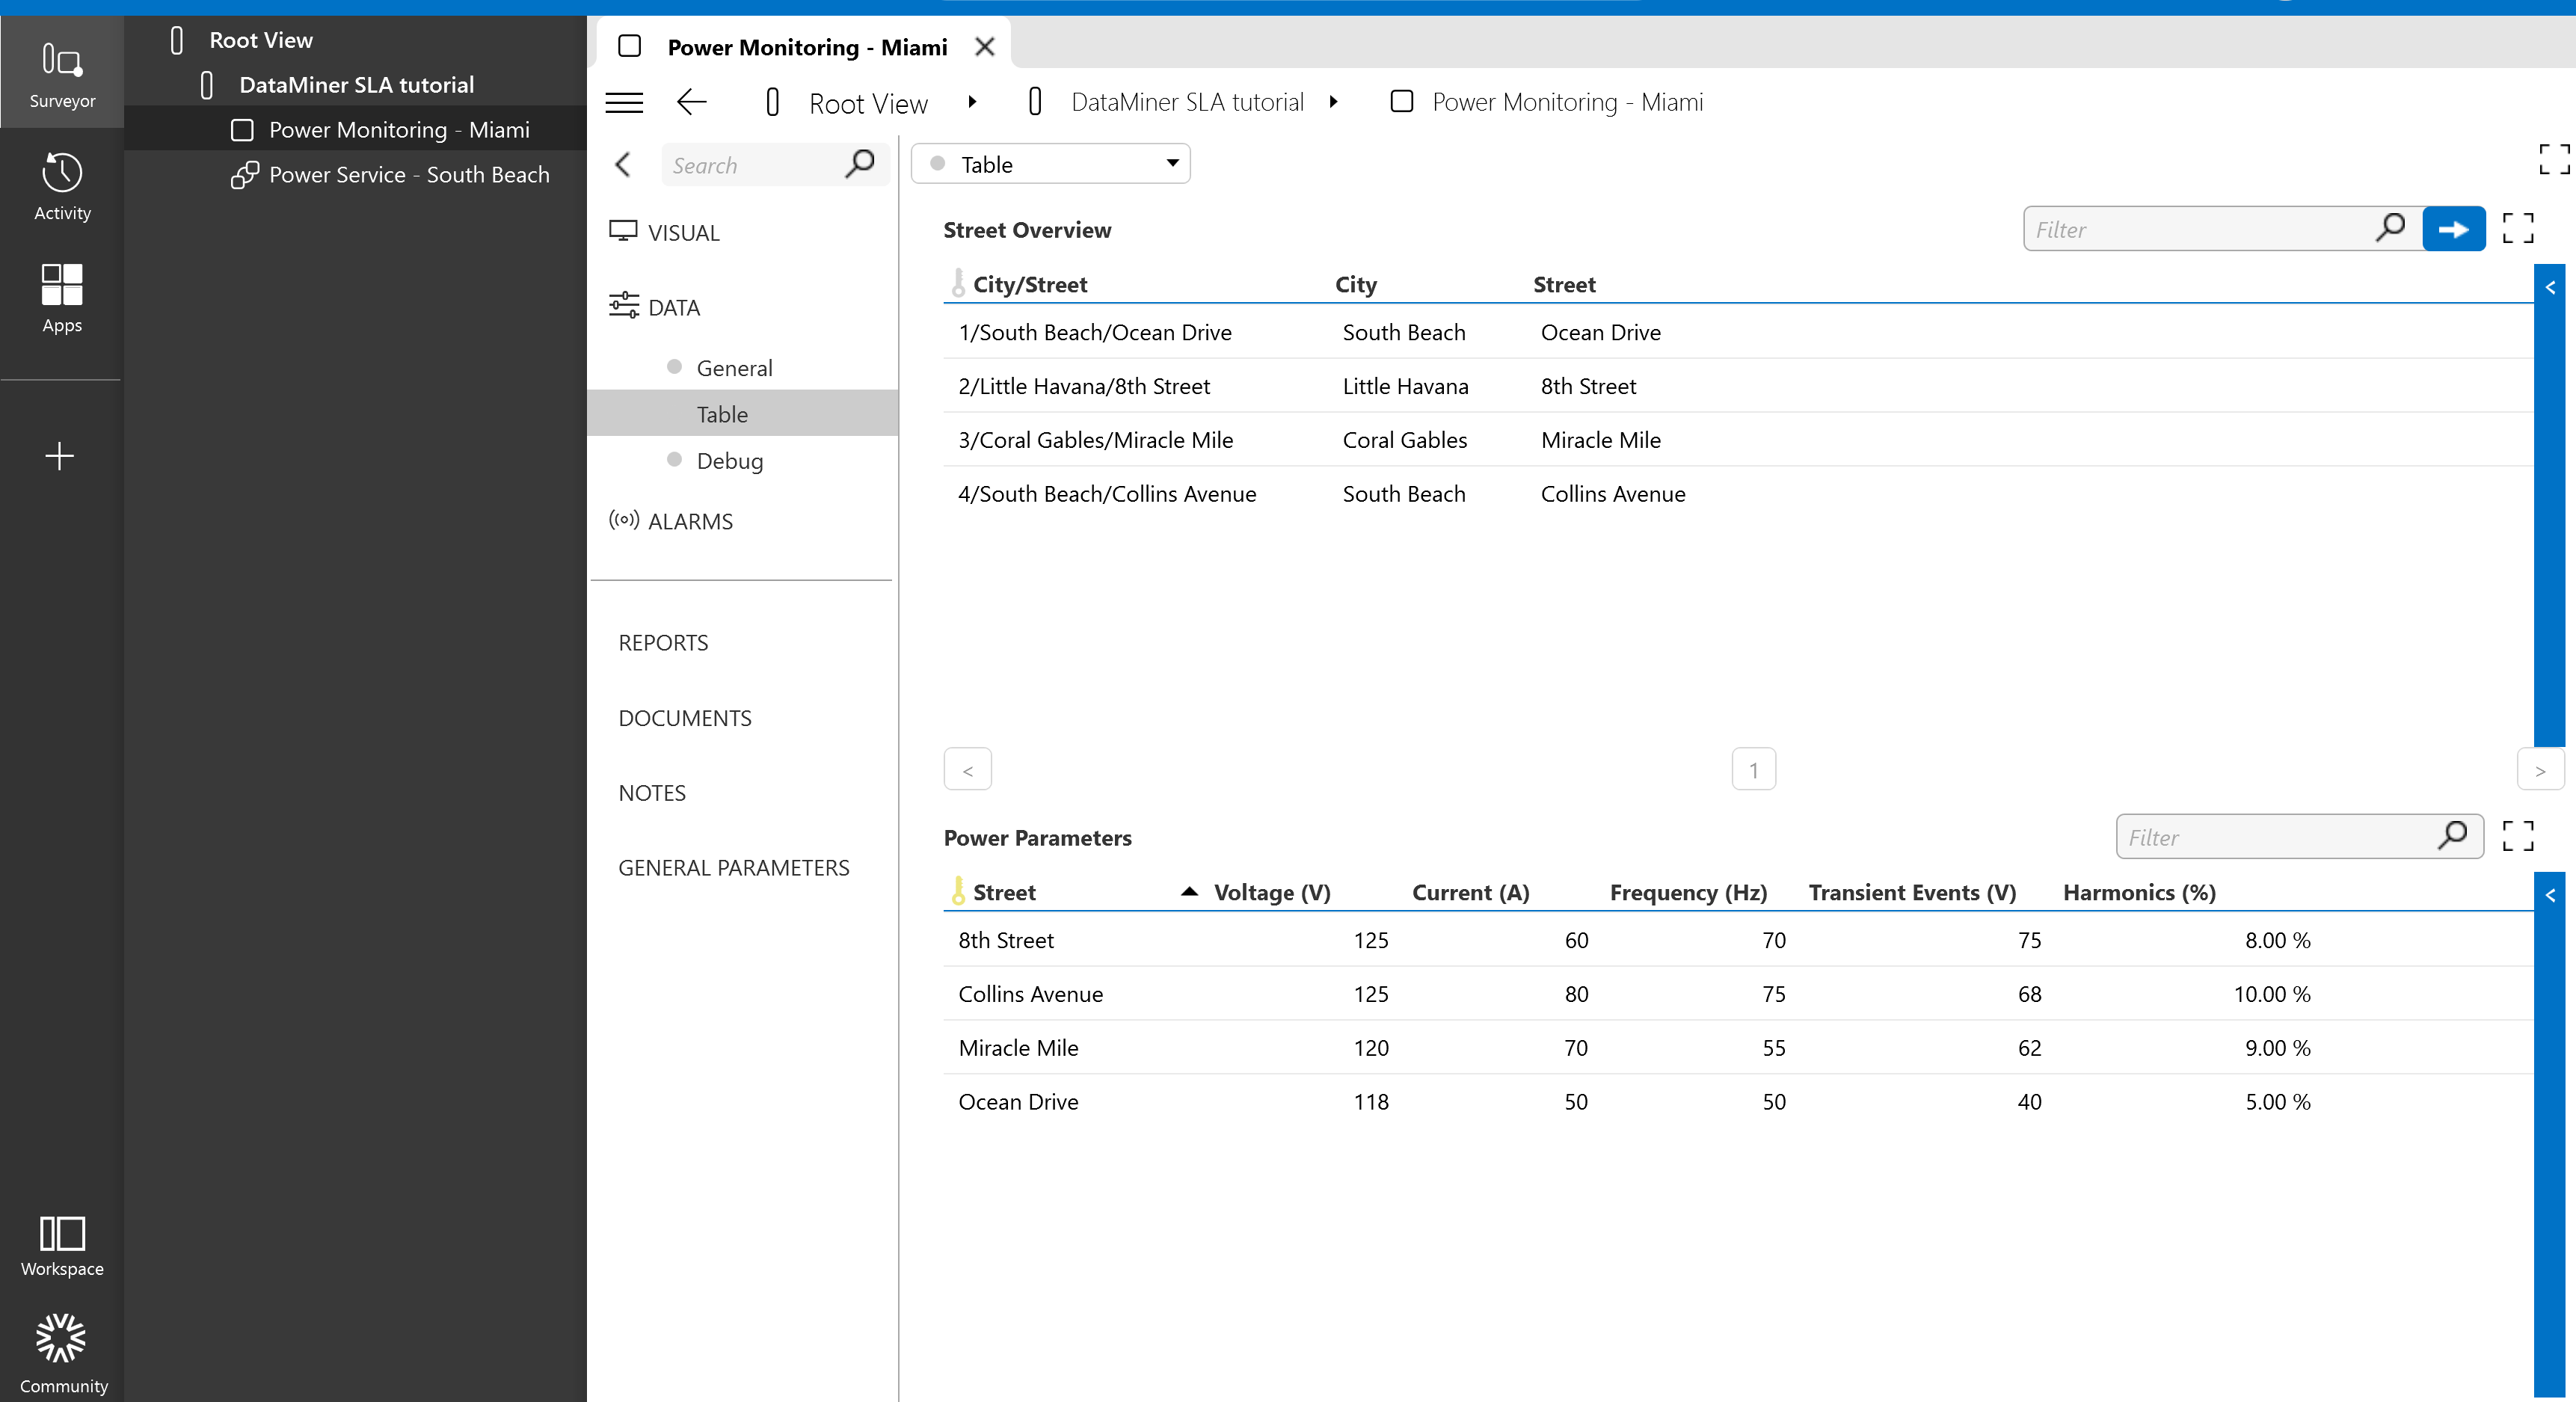 Surveyor
Activity
Apps
Workspace
Community
Root View
DataMiner SLA tutorial
Power Monitoring - Miami
Power Service - South Beach
Power Monitoring - Miami
Root View
DataMiner SLA tutorial
Power Monitoring - Miami
Search
VISUAL
DATA
General
Table
Debug
ALARMS
REPORTS
DOCUMENTS
NOTES
GENERAL PARAMETERS
Table
Street Overview
Filter
City/Street City Street
1/South Beach/Ocean Drive South Beach Ocean Drive
2/Little Havana/8th Street Little Havana 8th Street
3/Coral Gables/Miracle Mile Coral Gables Miracle Mile
4/South Beach/Collins Avenue South Beach Collins Avenue
< 1 >
Power Parameters
Filter
Street Voltage (V) Current (A) Frequency (Hz) Transient Events (V) Harmonics (%)
8th Street 125 60 70 75 8.00 %
Collins Avenue 125 80 75 68 10.00 %
Miracle Mile 120 70 55 62 9.00 %
Ocean Drive 118 50 50 40 5.00 %